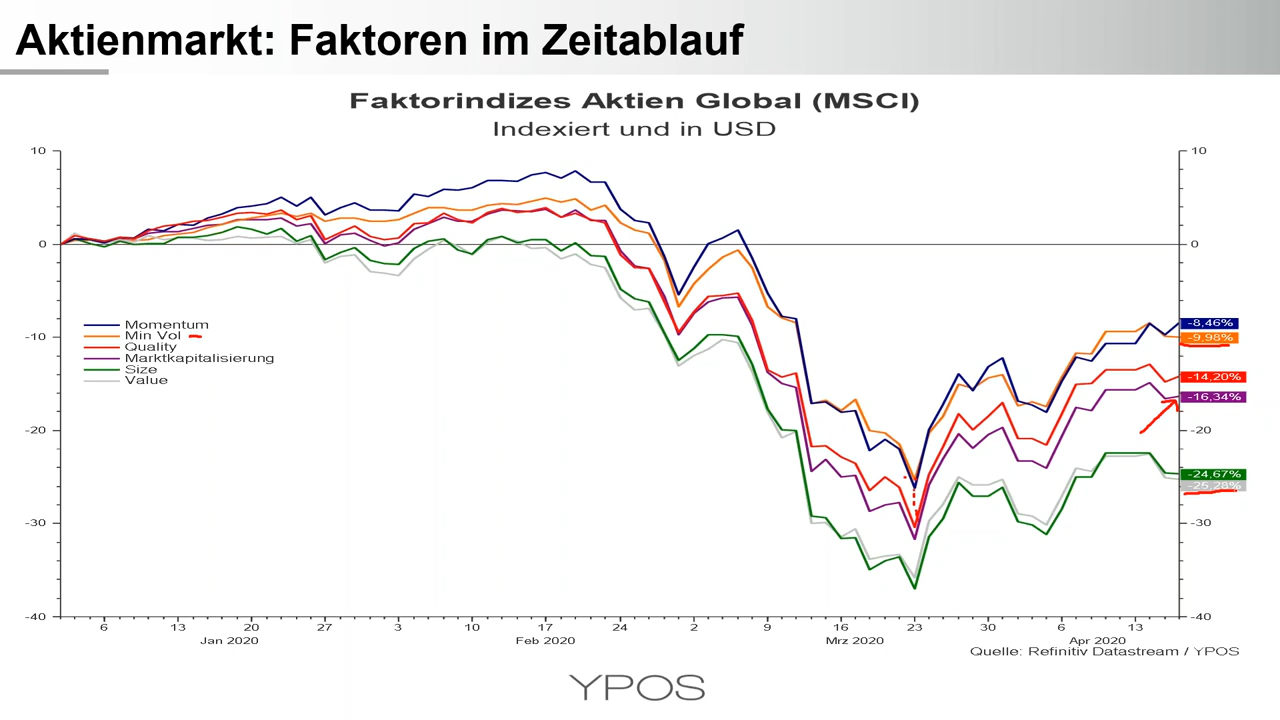 Aktienmarkt: Faktoren im Zeitablauf
Faktorindizes Aktien Global (MSCI)
Indexiert und in USD
10
0
-10
-20
-30
-40
10
0
-20
-30
-40
Momentum
Min Vol
Quality
Marktkapitalisierung
Size
Value
-8,46%
-9,98%
-14,20%
-16,34%
-24,67%
-25,28%
6 13 20 27 3 10 17 24 2 9 16 23 30 6 13
Jan 2020 Feb 2020 Mrz 2020 Apr 2020
Quelle: Refinitiv Datastream / YPOS
YPOS